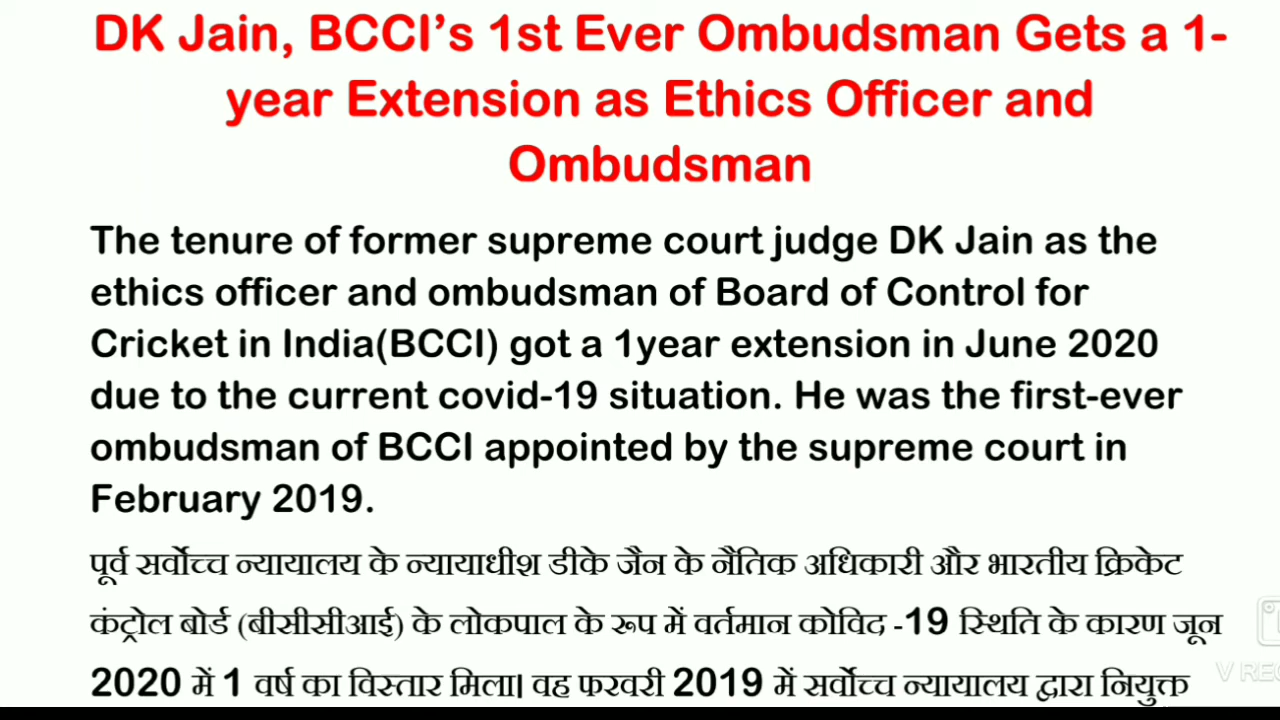 DK Jain, BCCI’s 1st Ever Ombudsman Gets a 1-
year Extension as Ethics Officer and
Ombudsman
The tenure of former supreme court judge DK Jain as the
ethics officer and ombudsman of Board of Control for
Cricket in India(BCCI) got a 1year extension in June 2020
due to the current covid-19 situation. He was the first-ever
ombudsman of BCCI appointed by the supreme court in
February 2019.
पूर्व सर्वोच्च न्यायालय के न्यायाधीश डीके जैन के नैतिक अधिकारी और भारतीय क्रिकेट
कंट्रोल बोर्ड (बीसीसीआई) के लोकपाल के रूप में वर्तमान कोविद -19 स्थिति के कारण जून
2020 में 1 वर्ष का विस्तार मिला। वह फरवरी 2019 में सर्वोच्च न्यायालय द्वारा नियुक्त